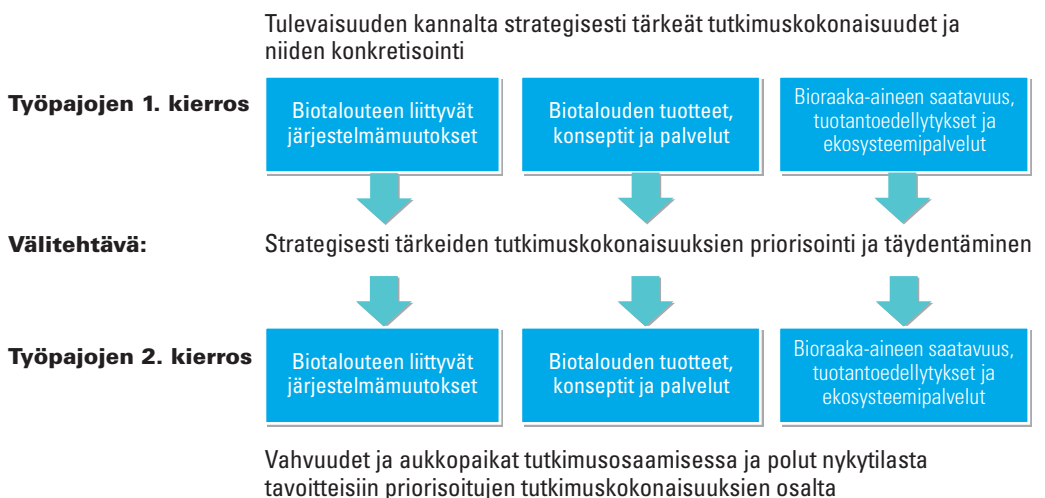 Tulevaisuuden kannalta strategisesti tärkeät tutkimuskokonaisuudet ja
niiden konkretisointi
Työpajojen 1. kierros
Biotalouteen liittyvät
järjestelmämuutokset
Biotalouden tuotteet,
konseptit ja palvelut
Bioraaka-aineen saatavuus,
tuotantoedellytykset ja
ekosysteemipalvelut
Välitehtävä:
Strategisesti tärkeiden tutkimuskokonaisuuksien priorisointi ja täydentäminen
Työpajojen 2. kierros
Biotalouteen liittyvät
järjestelmämuutokset
Biotalouden tuotteet,
konseptit ja palvelut
Bioraaka-aineen saatavuus,
tuotantoedellytykset ja
ekosysteemipalvelut
Vahvuudet ja aukkopaikat tutkimusosaamisessa ja polut nykytilasta
tavoitteisiin priorisoitujen tutkimuskokonaisuuksien osalta